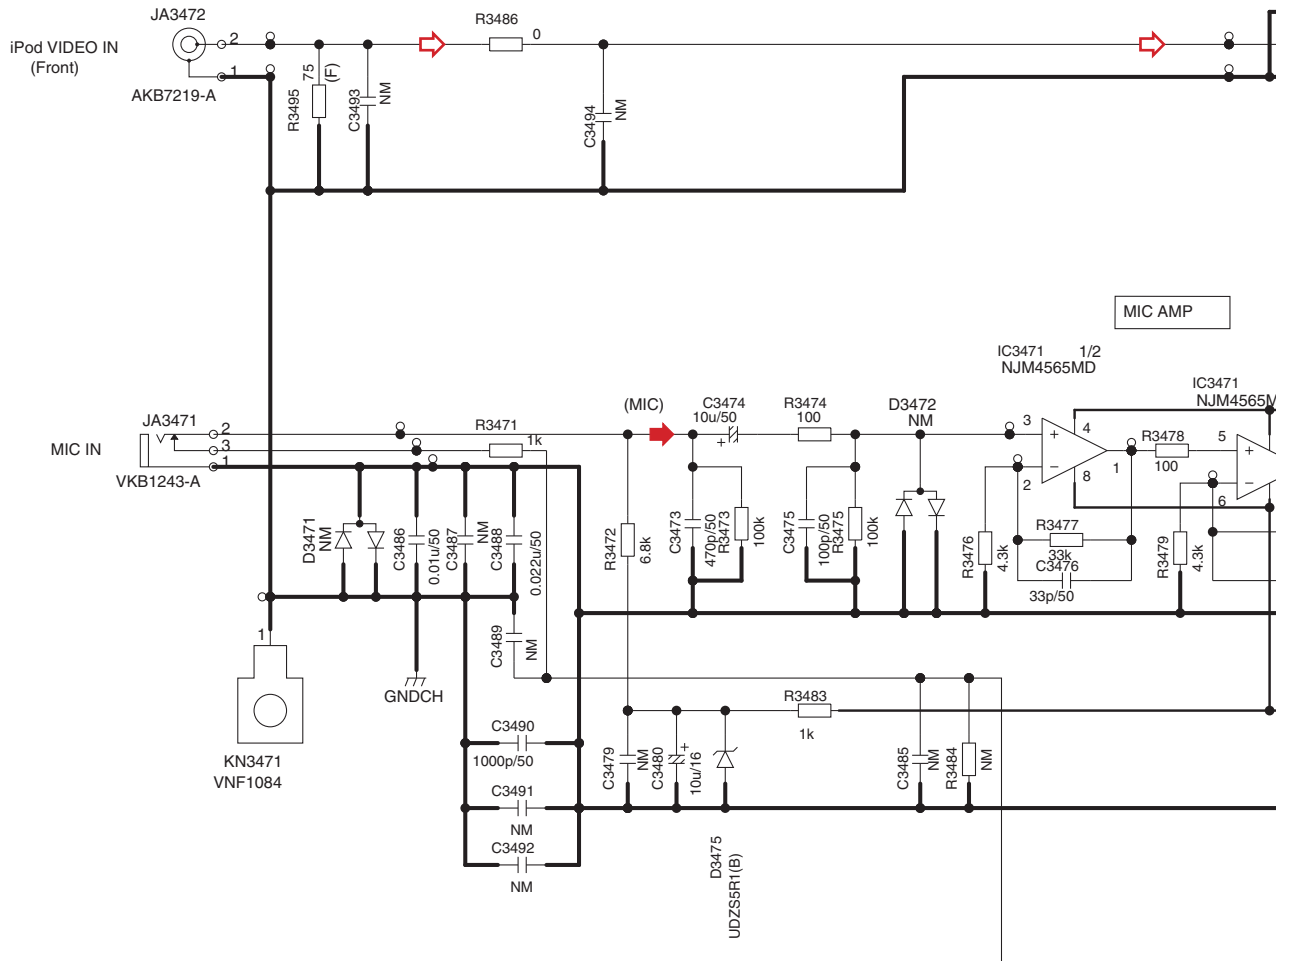 JA3472
iPod VIDEO IN
(Front)
2
1
AKB7219-A
R3486
0
R3495
75
(F)
C3493
NM
C3494
NM
MIC AMP
IC3471 1/2
NJM4565MD
IC3471
NJM4565M
JA3471
MIC IN
2
3
1
VKB1243-A
R3471
1k
(MIC)
C3474
10u/50
+
R3474
100
D3472
NM
3
+
4
−
2
8
1
R3478
100
5
+
−
6
D3471
NM
C3486
0.01u/50
C3487
NM
C3488
0.022u/50
R3472
6.8k
C3473
470p/50
R3473
100k
C3475
100p/50
R3475
100k
R3476
4.3k
R3477
33k
C3476
33p/50
R3479
4.3k
C3489
NM
1
GNDCH
KN3471
VNF1084
C3490
1000p/50
C3491
NM
C3492
NM
C3479
NM
C3480
+
10u/16
R3483
1k
D3475
UDZS5R1(B)
C3485
NM
R3484
NM